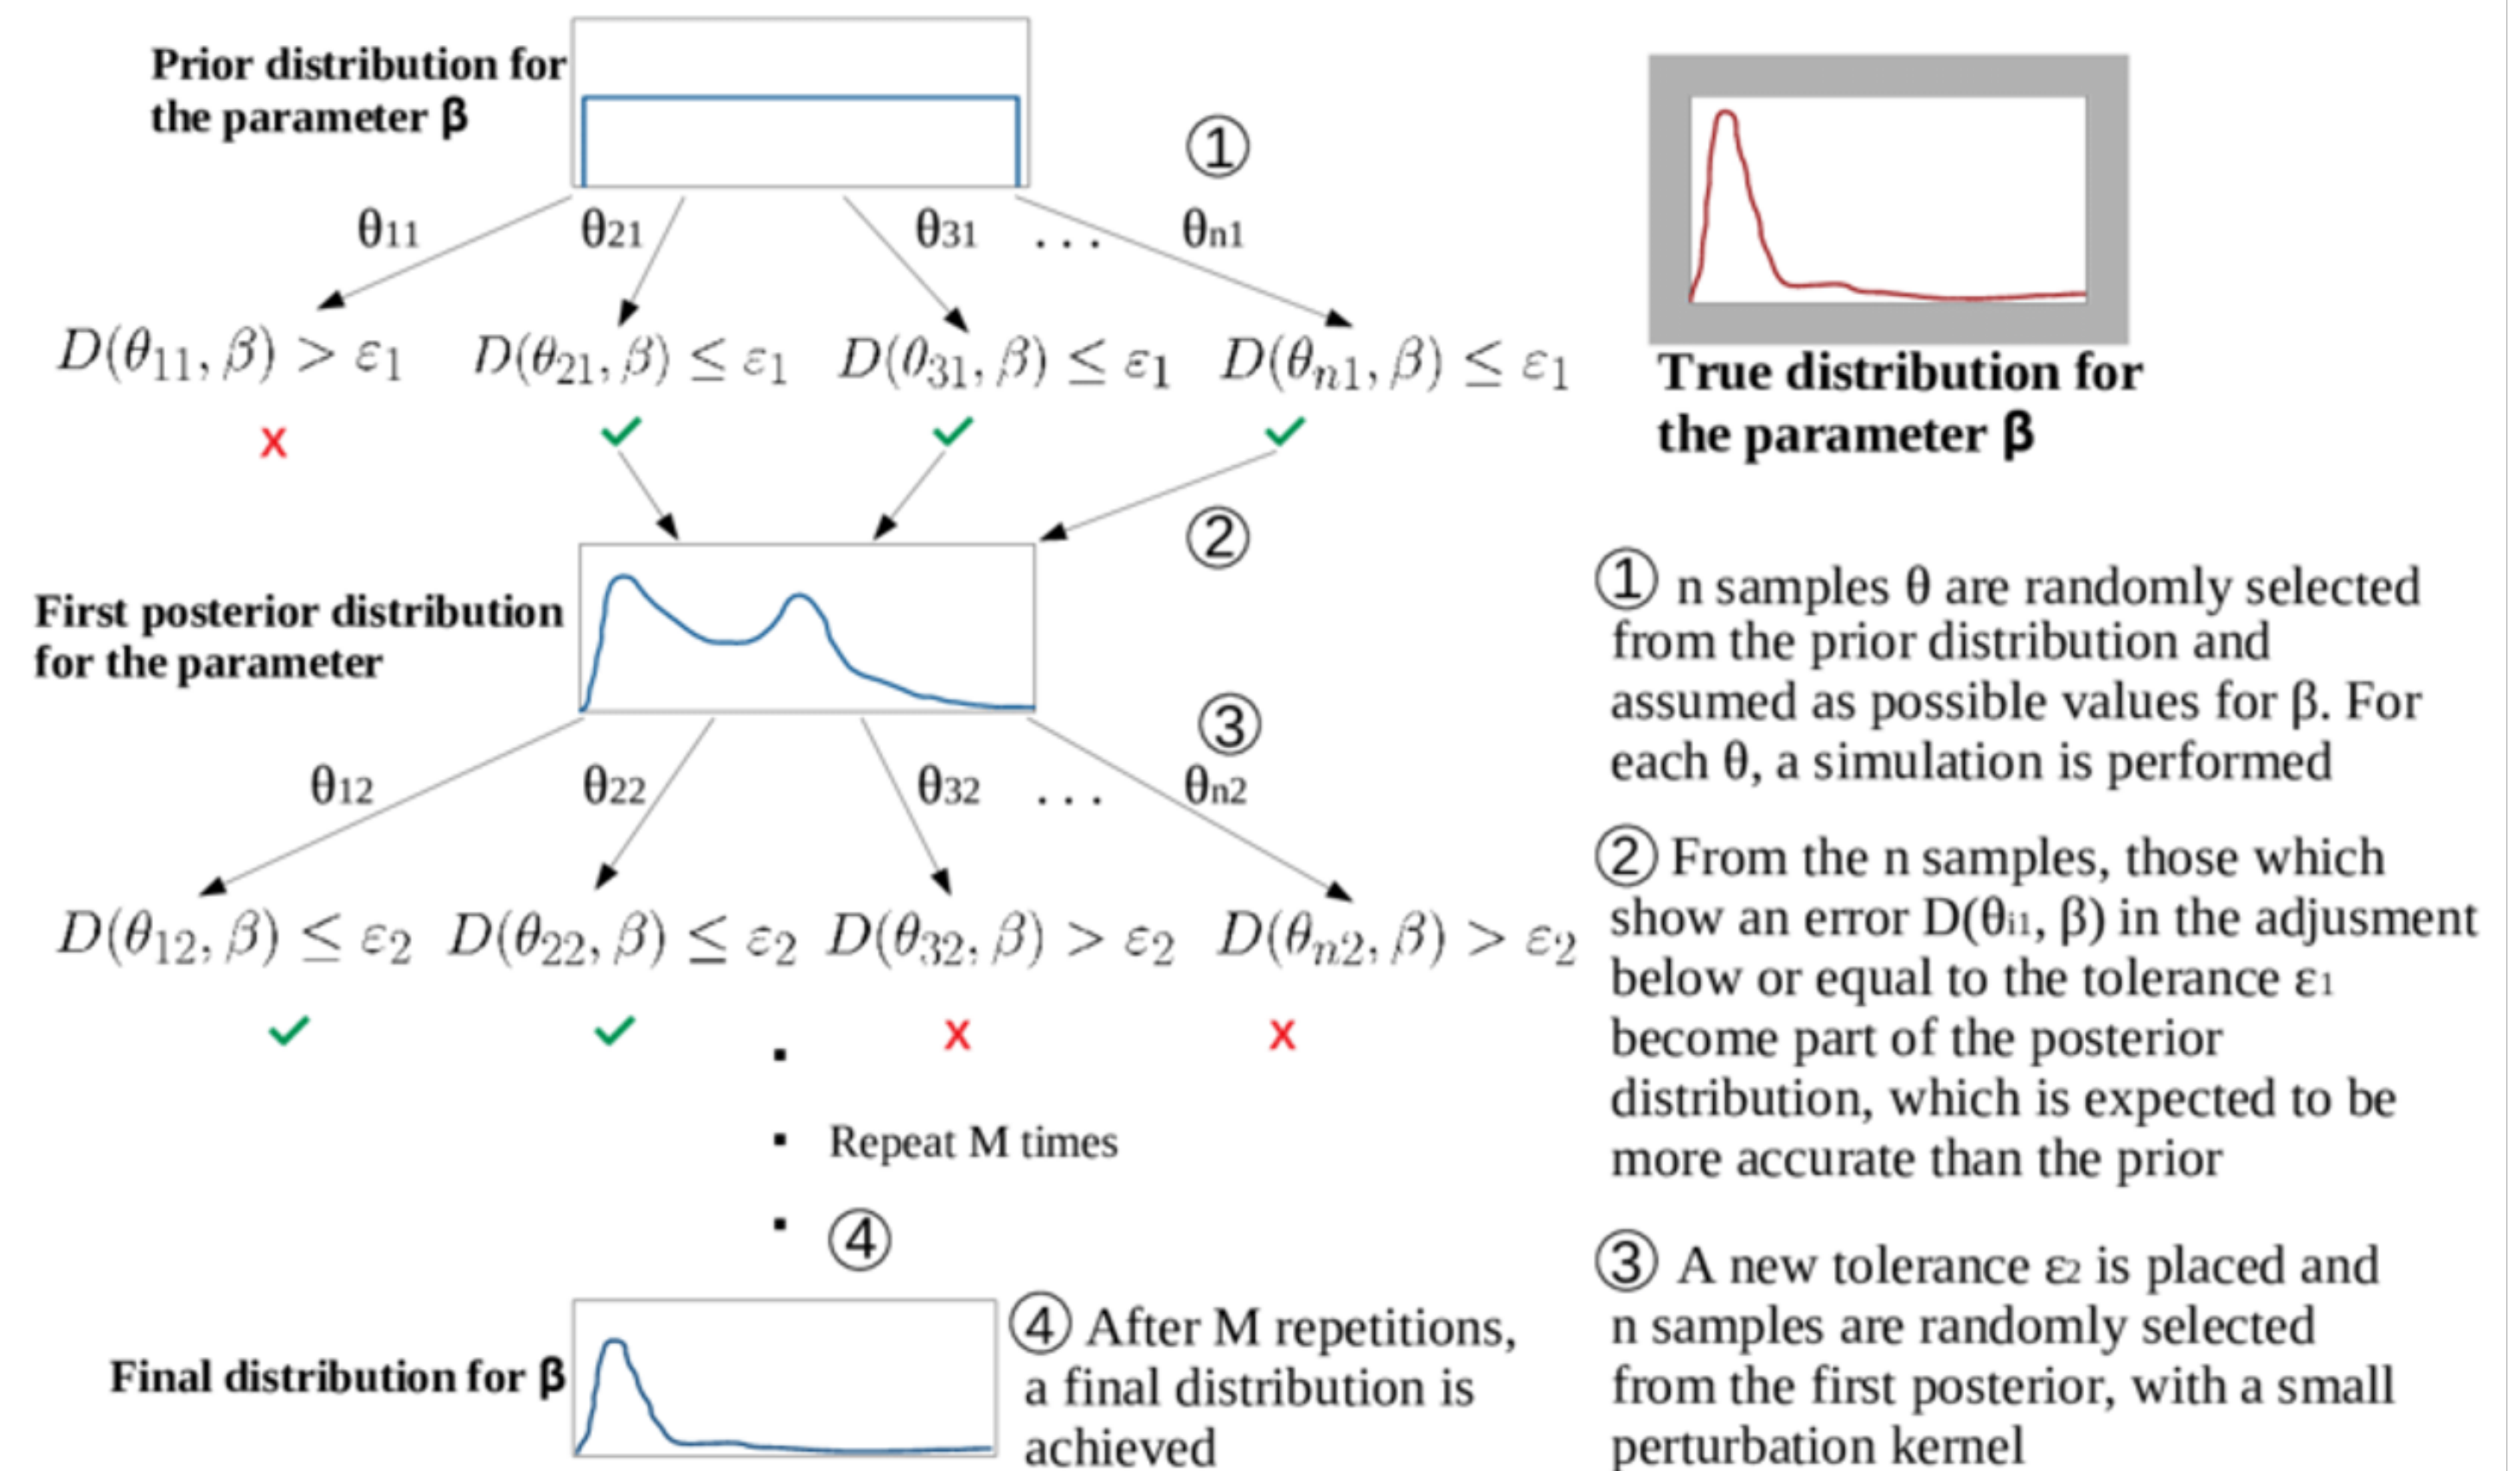 Prior distribution for
the parameter β
①
θ11
θ21
θ31
. . .
θn1
D(θ11, β) > ε1
D(θ21, β) ≤ ε1
D(θ31, β) ≤ ε1
D(θn1, β) ≤ ε1
x
②
First posterior distribution
for the parameter
③
θ12
θ22
θ32
. . .
θn2
D(θ12, β) ≤ ε2
D(θ22, β) ≤ ε2
D(θ32, β) > ε2
D(θn2, β) > ε2
x
x
Repeat M times
④
Final distribution for β
④ After M repetitions,
a final distribution is
achieved
True distribution for
the parameter β
① n samples θ are randomly selected
from the prior distribution and
assumed as possible values for β. For
each θ, a simulation is performed
② From the n samples, those which
show an error D(θi1, β) in the adjusment
below or equal to the tolerance ε1
become part of the posterior
distribution, which is expected to be
more accurate than the prior
③ A new tolerance ε2 is placed and
n samples are randomly selected
from the first posterior, with a small
perturbation kernel